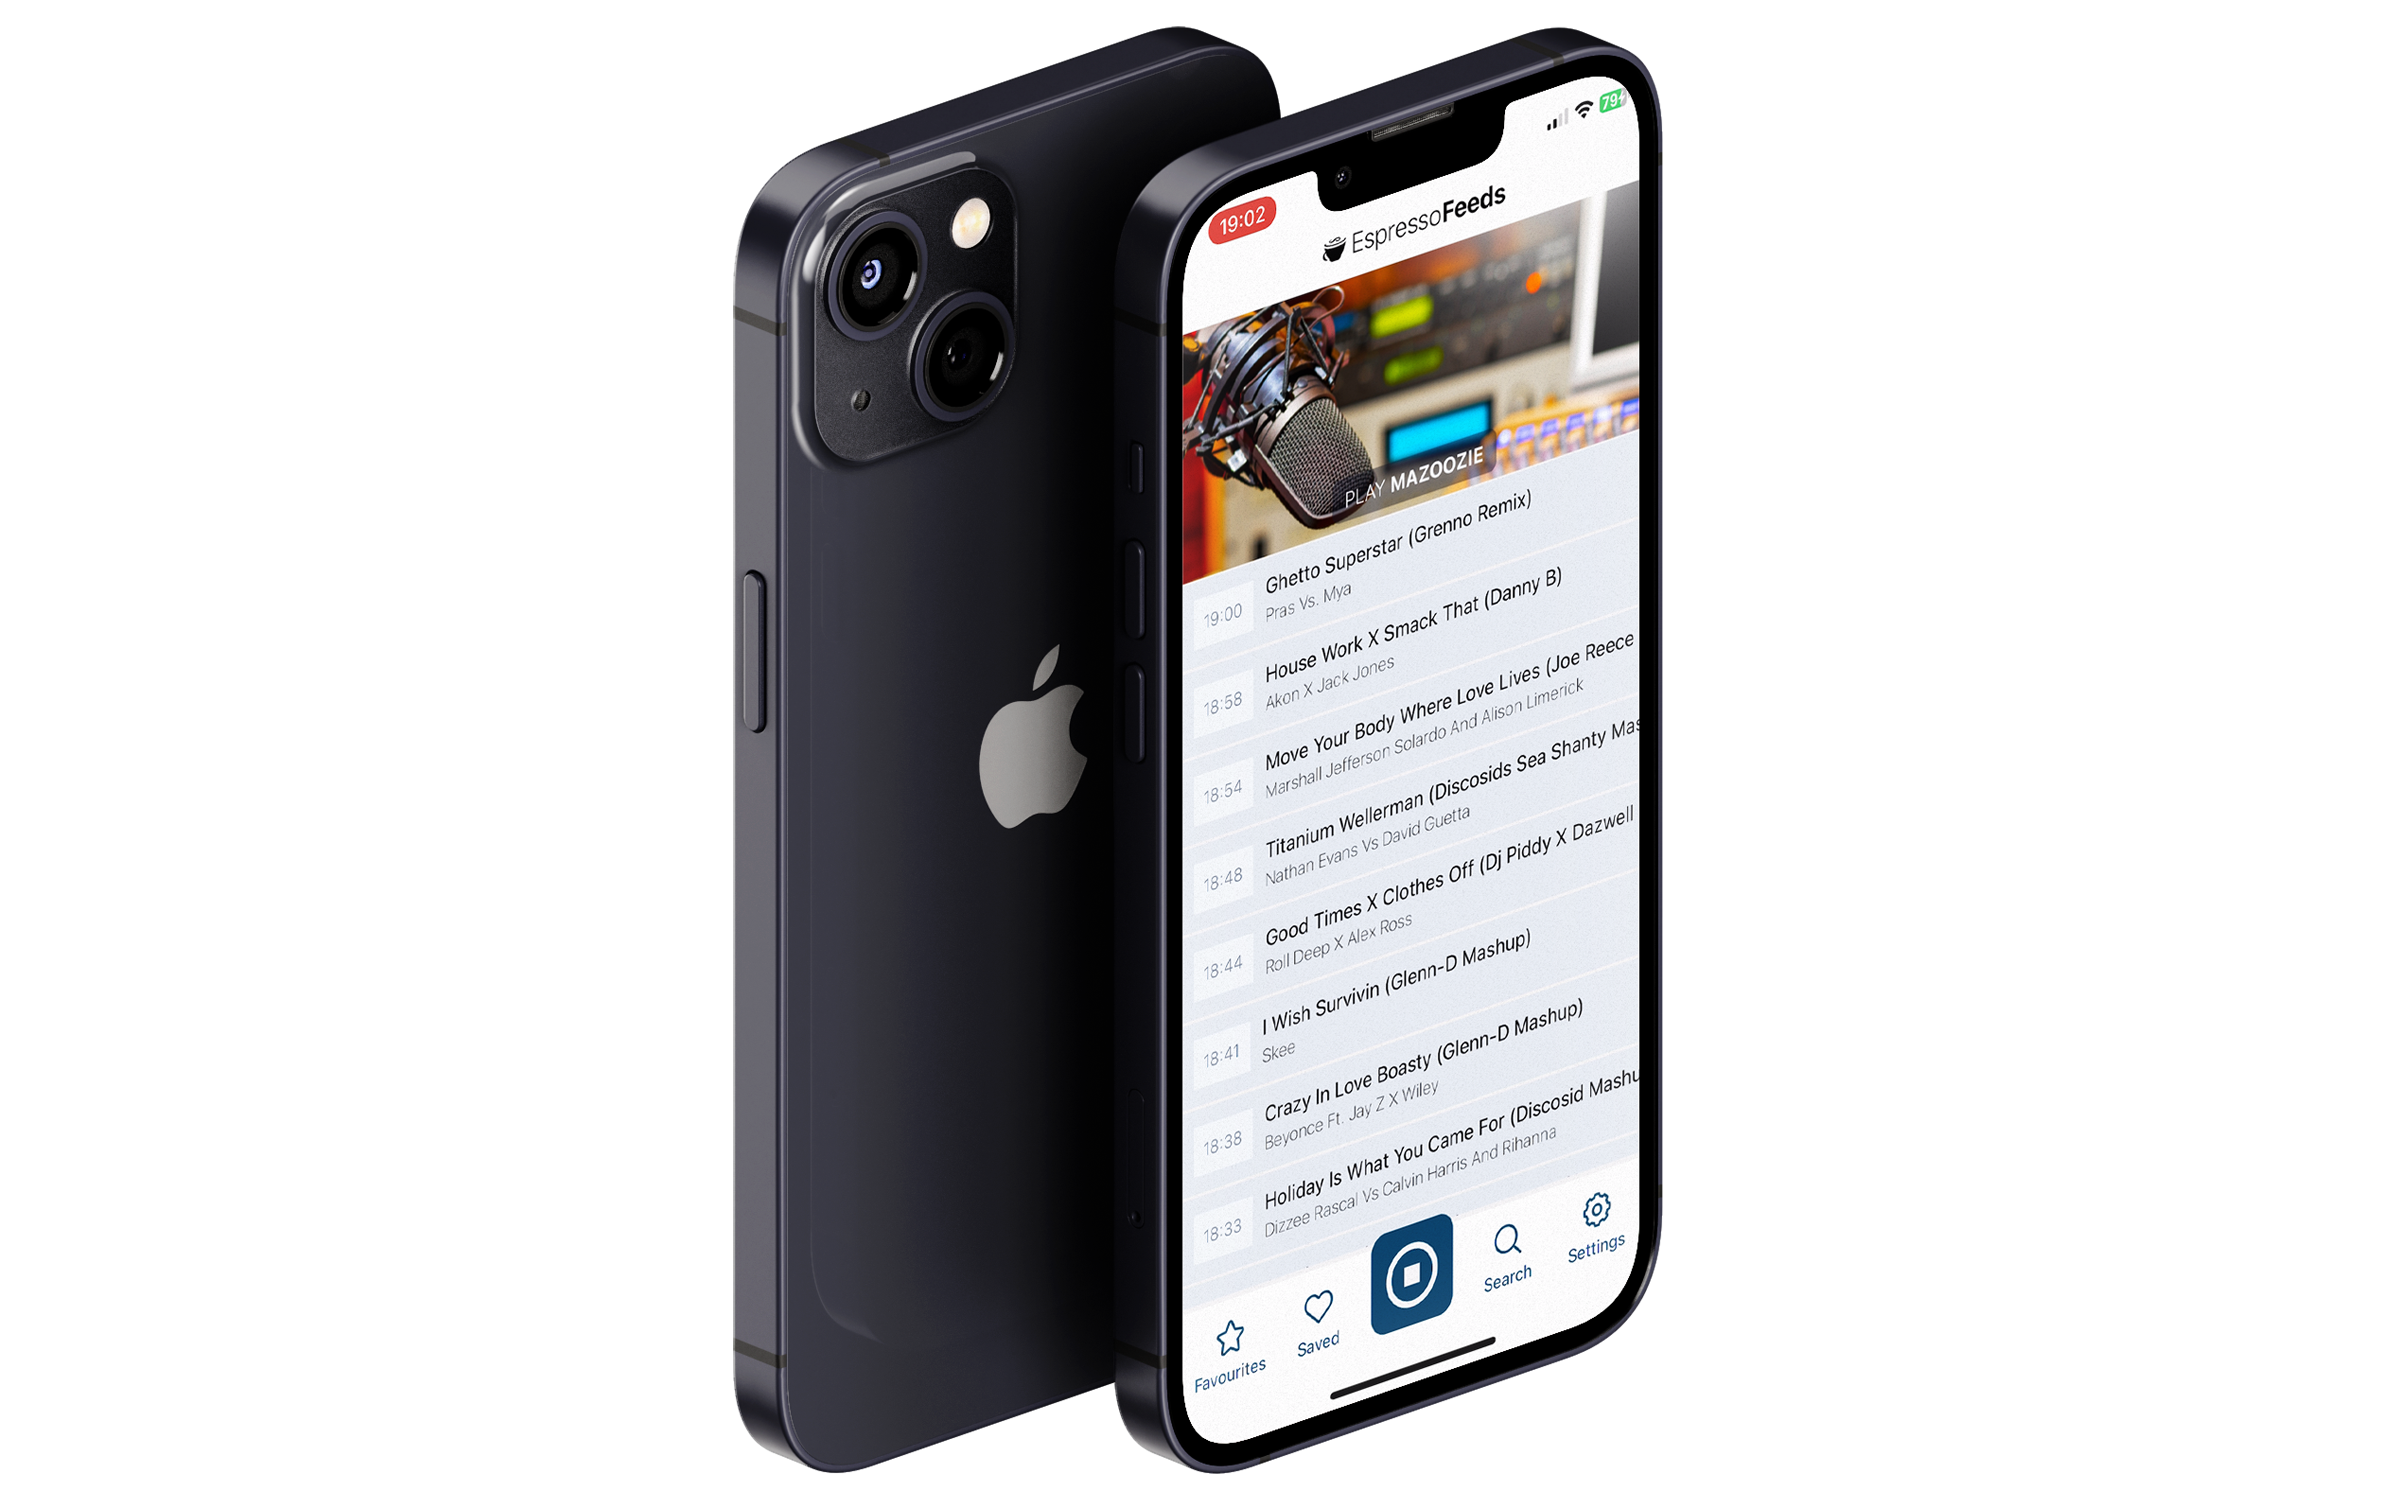 19:02
79
EspressoFeeds
PLAY MAZOOZIE
19:00
Ghetto Superstar (Grenno Remix)
Pras Vs. Mya
18:58
House Work X Smack That (Danny B)
Akon X Jack Jones
18:54
Move Your Body Where Love Lives (Joe Reece
Marshall Jefferson Solardo And Alison Limerick
18:48
Titanium Wellerman (Discosids Sea Shanty Mas
Nathan Evans Vs David Guetta
18:44
Good Times X Clothes Off (Dj Piddy X Dazwell
Roll Deep X Alex Ross
18:41
I Wish Survivin (Glenn-D Mashup)
Skee
18:38
Crazy In Love Boasty (Glenn-D Mashup)
Beyonce Ft. Jay Z X Wiley
18:33
Holiday Is What You Came For (Discosid Mashu
Dizzee Rascal Vs Calvin Harris And Rihanna
Favourites
Saved
Search
Settings